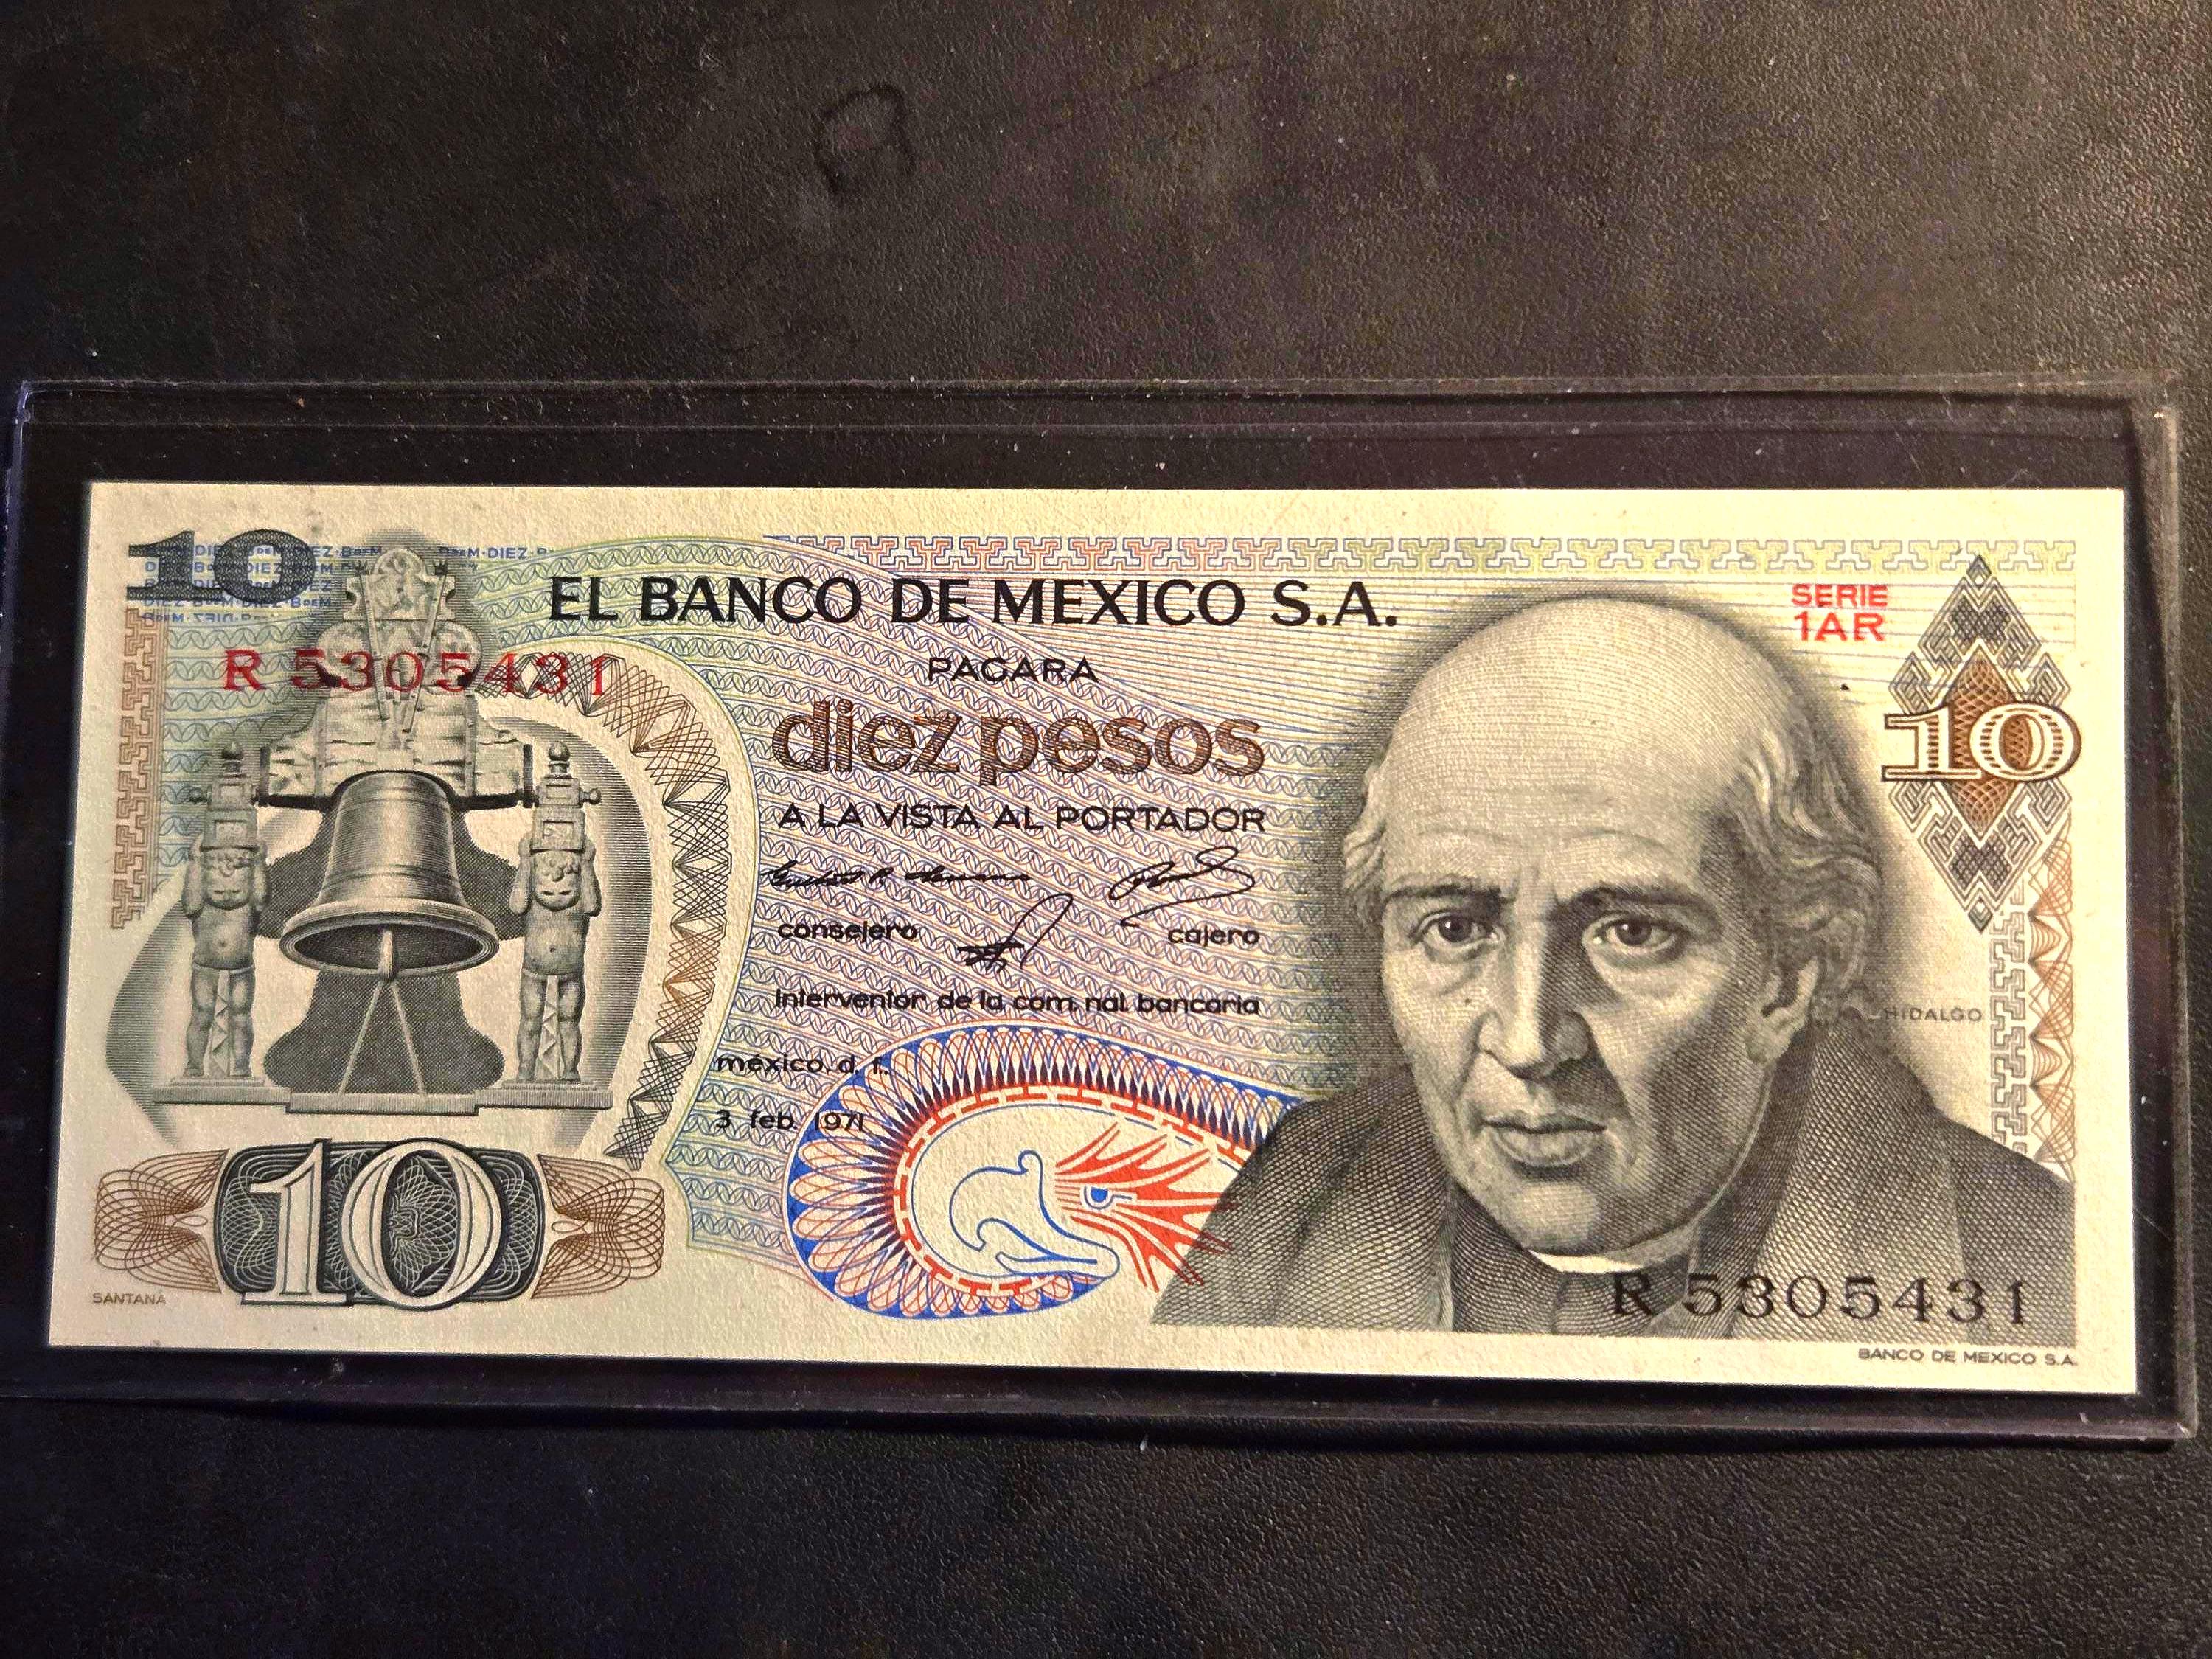 10
EL BANCO DE MEXICO S.A.
SERIE
1AR
R 5305431
PAGARA
diez pesos
10
A LA VISTA AL PORTADOR
consejero
cajero
interventor de la com. nal. bancaria
HIDALGO
méxico, d. f.,
3 feb. 1971
10
SANTANA
R 5305431
BANCO DE MEXICO S.A.